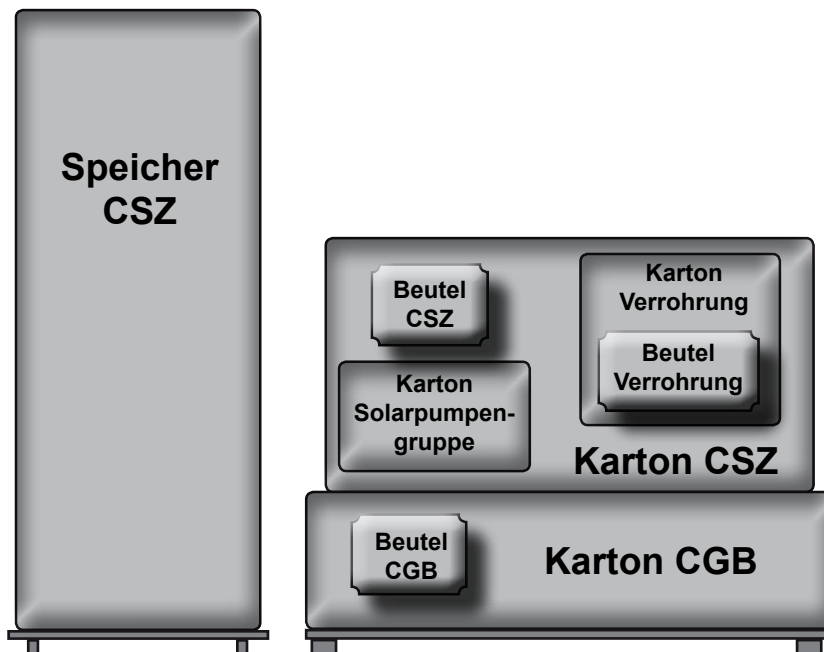 Speicher
CSZ
Beutel
CSZ
Karton
Verrohrung
Beutel
Verrohrung
Karton
Solarpumpen-
gruppe
Karton CSZ
Beutel
CGB
Karton CGB